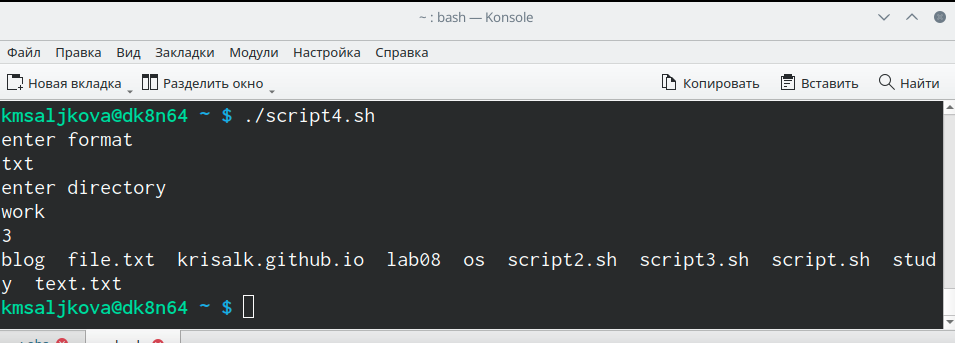 ~ : bash — Konsole
Файл Правка Вид Закладки Модули Настройка Справка
Новая вкладка Разделить окно Копировать Вставить Найти
kmsaljkova@dk8n64 ~ $ ./script4.sh
enter format
txt
enter directory
work
3
blog file.txt krisalk.github.io lab08 os script2.sh script3.sh script.sh stud
y text.txt
kmsaljkova@dk8n64 ~ $